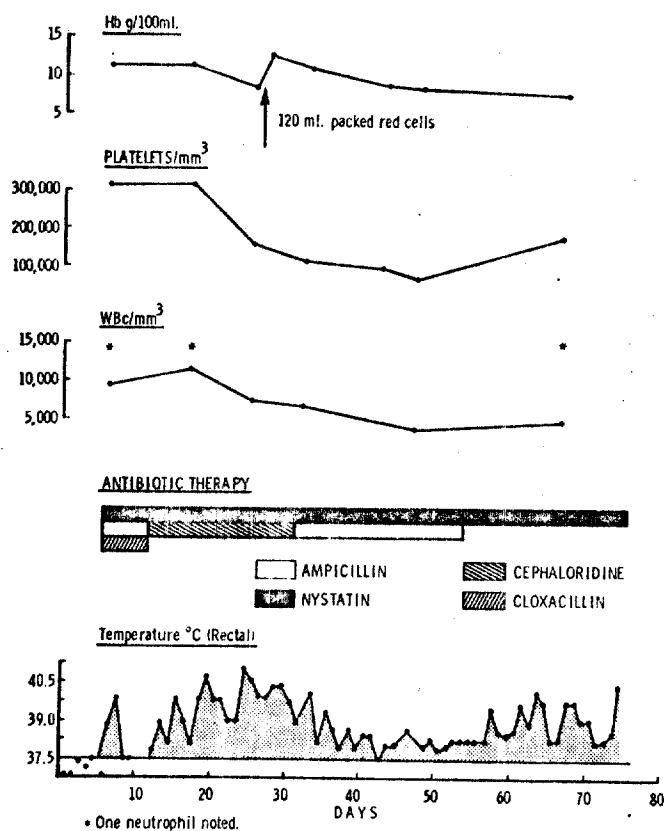 Hb g/100ml.
15
10
5
120 ml. packed red cells
PLATELETS/mm³
300,000
200,000
100,000
WBc/mm³
15,000
* * *
10,000
5,000
ANTIBIOTIC THERAPY
AMPICILLIN CEPHALORIDINE
NYSTATIN CLOXACILLIN
Temperature °C (Rectal)
40.5
39.0
37.5
10 20 30 40 50 60 70 80
DAYS
* One neutrophil noted.